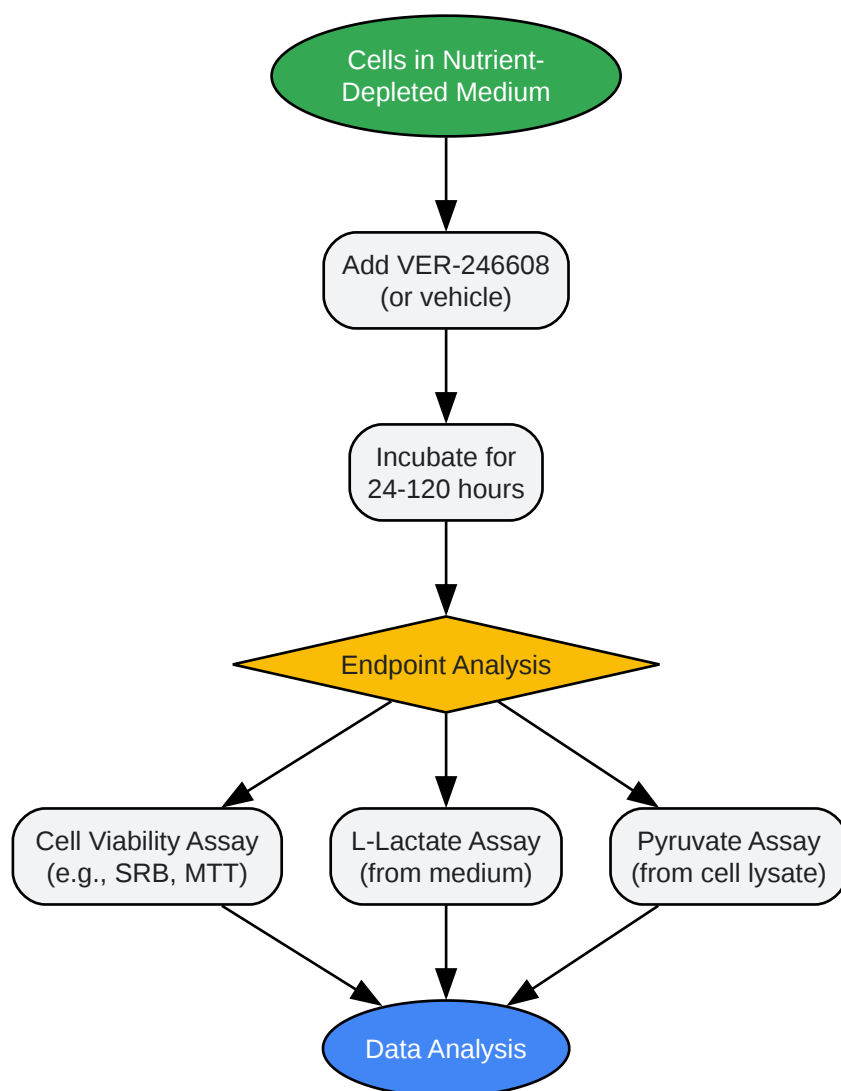 Cells in Nutrient-
Depleted Medium
Add VER-246608
(or vehicle)
Incubate for
24-120 hours
Endpoint Analysis
Cell Viability Assay
(e.g., SRB, MTT)
L-Lactate Assay
(from medium)
Pyruvate Assay
(from cell lysate)
Data Analysis